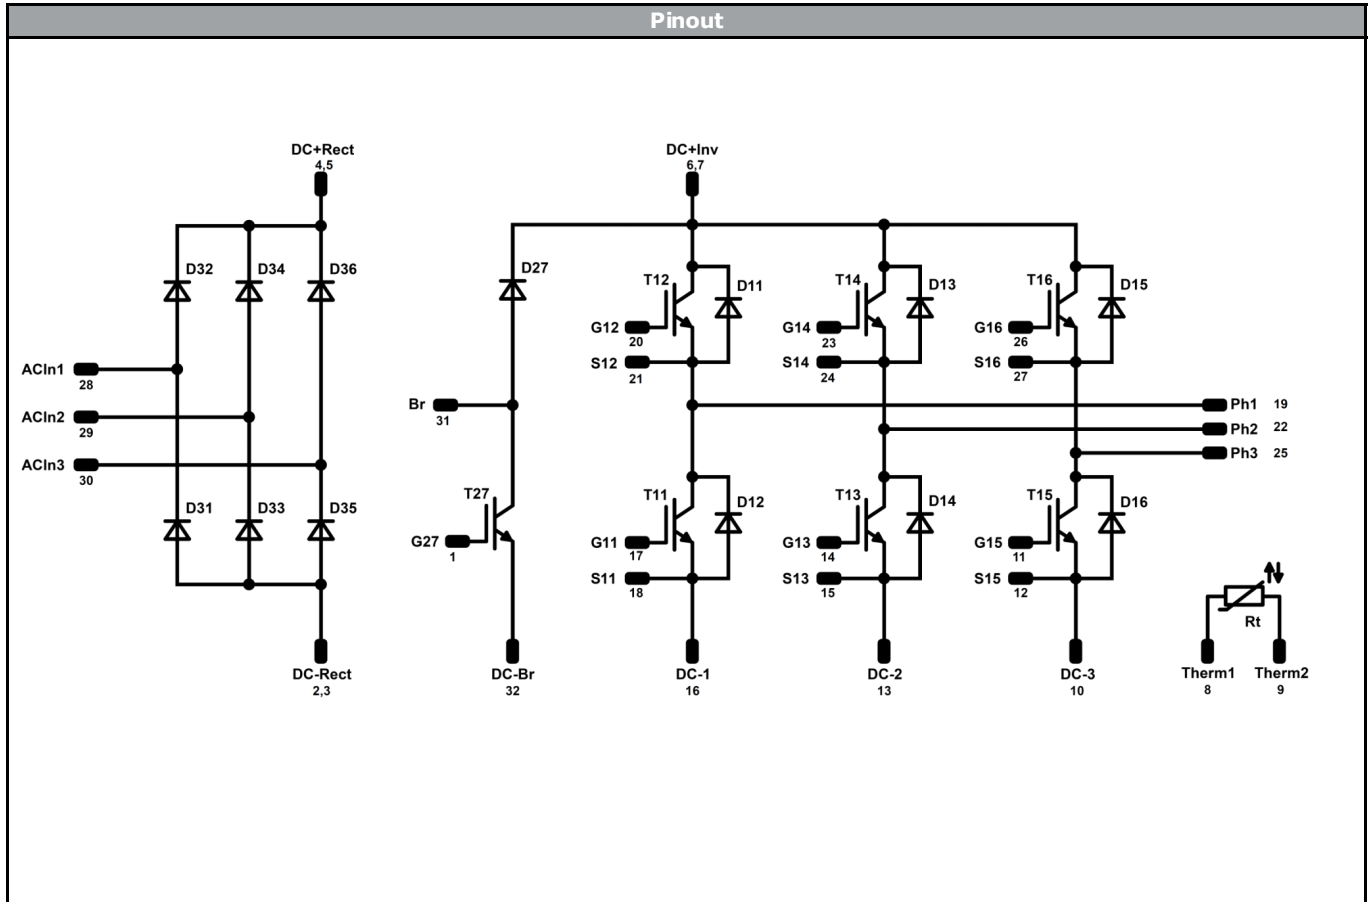 Pinout
DC+Rect
4,5
DC+Inv
6,7
D32
D34
D36
D27
T12
D11
T14
D13
T16
D15
G12
20
G14
23
G16
26
S12
21
S14
24
S16
27
ACIn1
28
ACIn2
29
ACIn3
30
Br
31
Ph1 19
Ph2 22
Ph3 25
D31
D33
D35
T27
G27
1
T11
D12
T13
D14
T15
D16
G11
17
G13
14
G15
11
S11
18
S13
15
S15
12
Rt
DC-Rect
2,3
DC-Br
32
DC-1
16
DC-2
13
DC-3
10
Therm1
8
Therm2
9